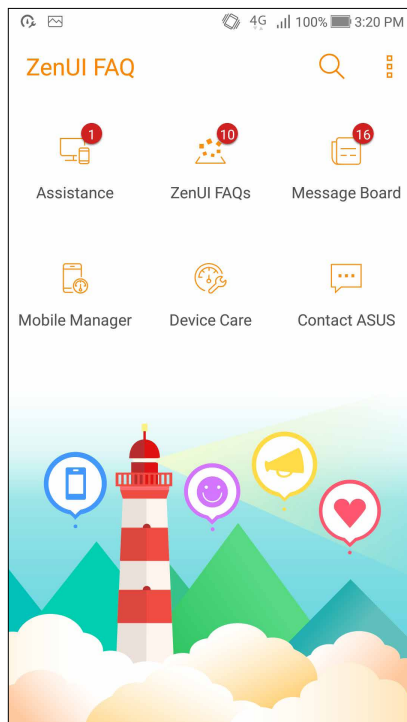 4G 100% 3:20 PM
ZenUI FAQ
1 10 16
Assistance ZenUI FAQs Message Board
Mobile Manager Device Care Contact ASUS